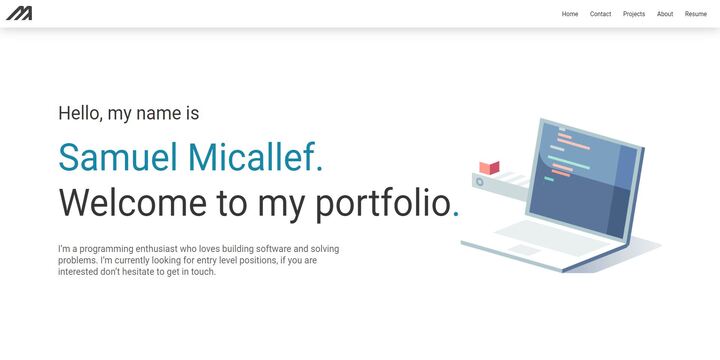 Home Contact Projects About Resume
Hello, my name is
Samuel Micallef.
Welcome to my portfolio.
I'm a programming enthusiast who loves building software and solving
problems. I'm currently looking for entry level positions, if you are
interested don't hesitate to get in touch.